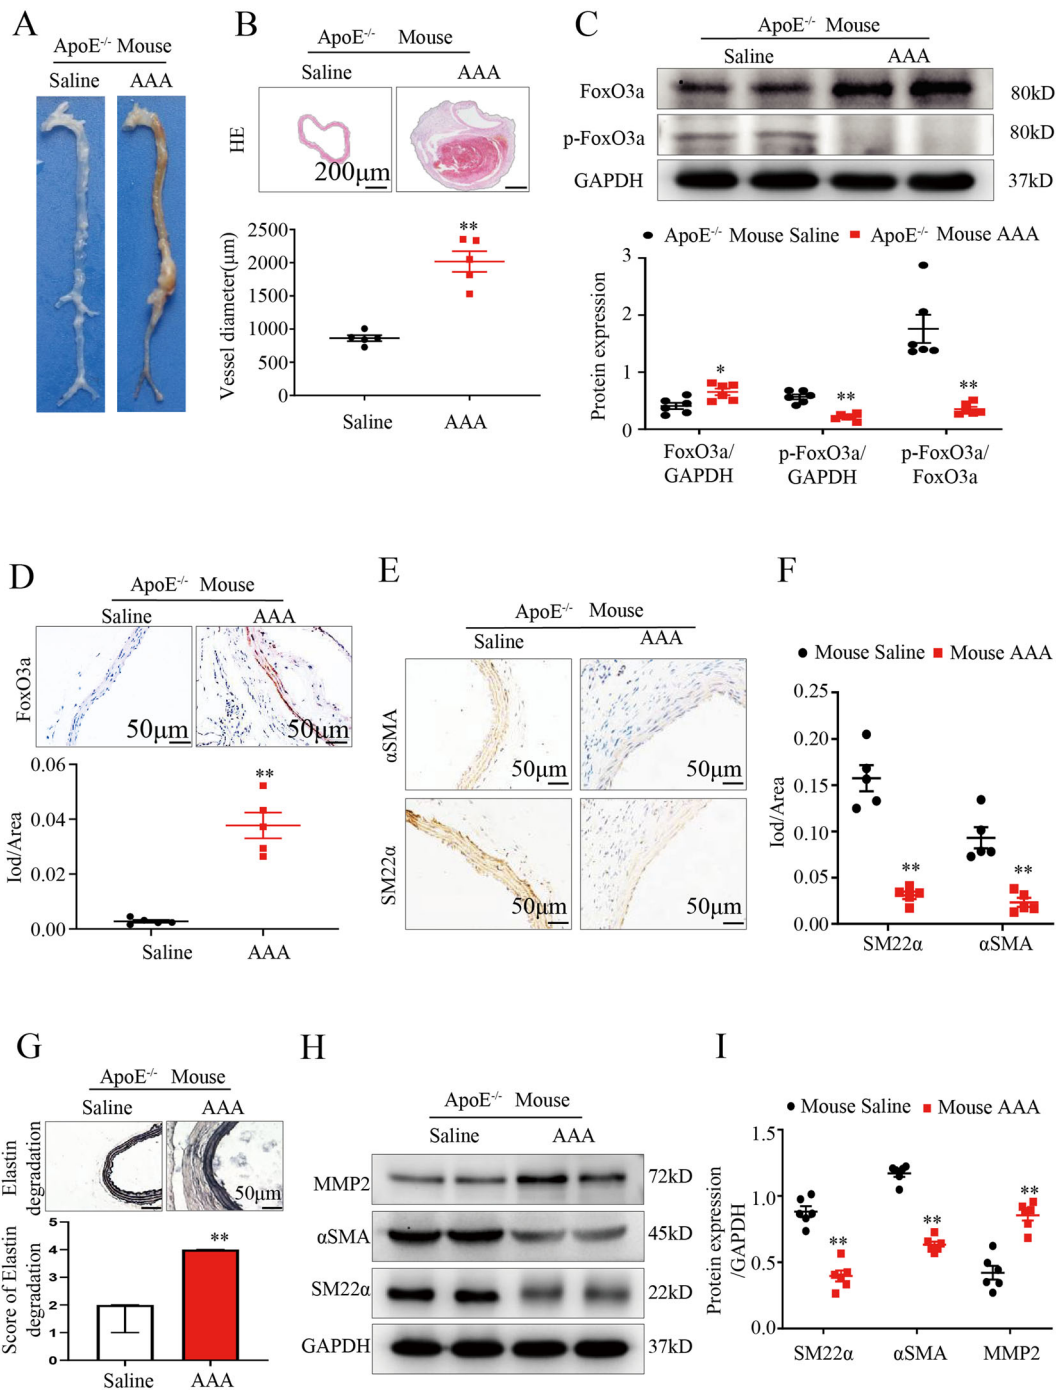 A
ApoE-/- Mouse
Saline AAA
B
ApoE-/- Mouse
Saline AAA
HE
200μm
Vessel diameter(μm)
2500
2000
1000
500
0
**
Saline AAA
C
ApoE-/- Mouse
Saline AAA
FoxO3a 80kD
p-FoxO3a 80kD
GAPDH 37kD
ApoE-/- Mouse Saline ApoE-/- Mouse AAA
Protein expression
3
2
1
0
* ** **
FoxO3a/ p-FoxO3a/ p-FoxO3a/
GAPDH GAPDH FoxO3a
D
ApoE-/- Mouse
Saline AAA
FoxO3a
50μm 50μm
Iod/Area
0.06
0.04
0.02
0.00
**
Saline AAA
E
ApoE-/- Mouse
Saline AAA
αSMA
50μm 50μm
SM22α
50μm 50μm
F
Mouse Saline Mouse AAA
Iod/Area
0.25
0.20
0.15
0.10
0.05
0.00
** **
SM22α αSMA
G
ApoE-/- Mouse
Saline AAA
Elastin
degradation
50μm
Score of Elastin
degradation
5
4
3
2
1
0
**
Saline AAA
H
ApoE-/- Mouse
Saline AAA
MMP2 72kD
αSMA 45kD
SM22α 22kD
GAPDH 37kD
I
Mouse Saline Mouse AAA
Protein expression
/GAPDH
1.5
1.0
0.5
0.0
** ** **
SM22α αSMA MMP2